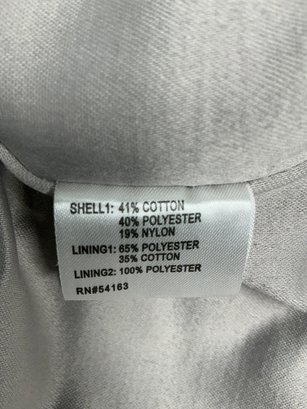 SHELL1: 41% COTTON
40% POLYESTER
19% NYLON
LINING1: 65% POLYESTER
35% COTTON
LINING2: 100% POLYESTER
RN#54163